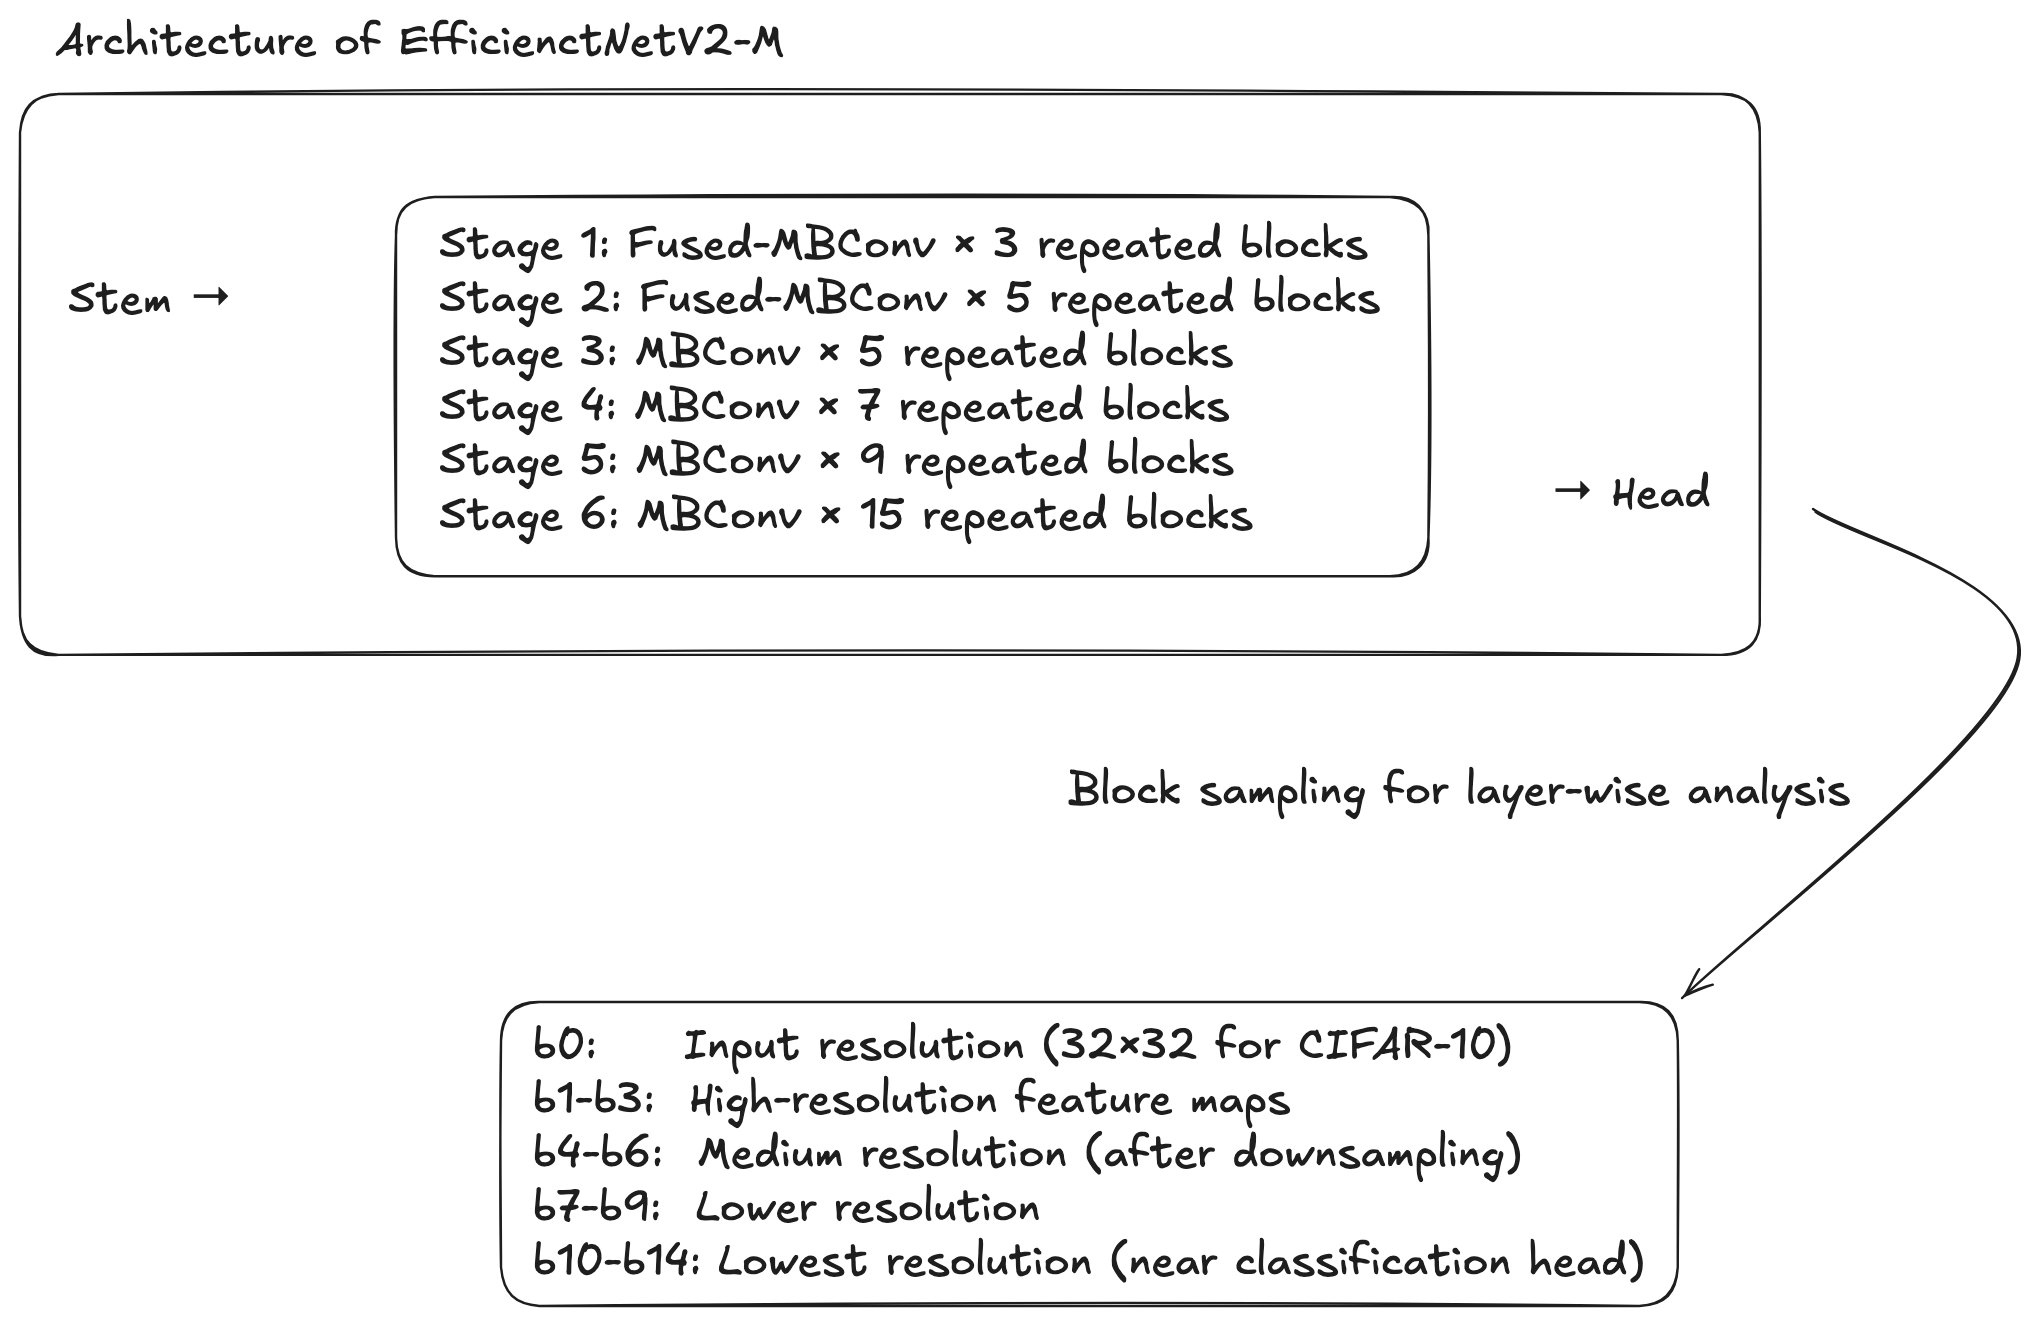 Architecture of EfficienctNetV2-M
Stem →
Stage 1: Fused-MBConv × 3 repeated blocks
Stage 2: Fused-MBConv × 5 repeated blocks
Stage 3: MBConv × 5 repeated blocks
Stage 4: MBConv × 7 repeated blocks
Stage 5: MBConv × 9 repeated blocks
Stage 6: MBConv × 15 repeated blocks
→ Head
Block sampling for layer-wise analysis
b0: Input resolution (32×32 for CIFAR-10)
b1-b3: High-resolution feature maps
b4-b6: Medium resolution (after downsampling)
b7-b9: Lower resolution
b10-b14: Lowest resolution (near classification head)